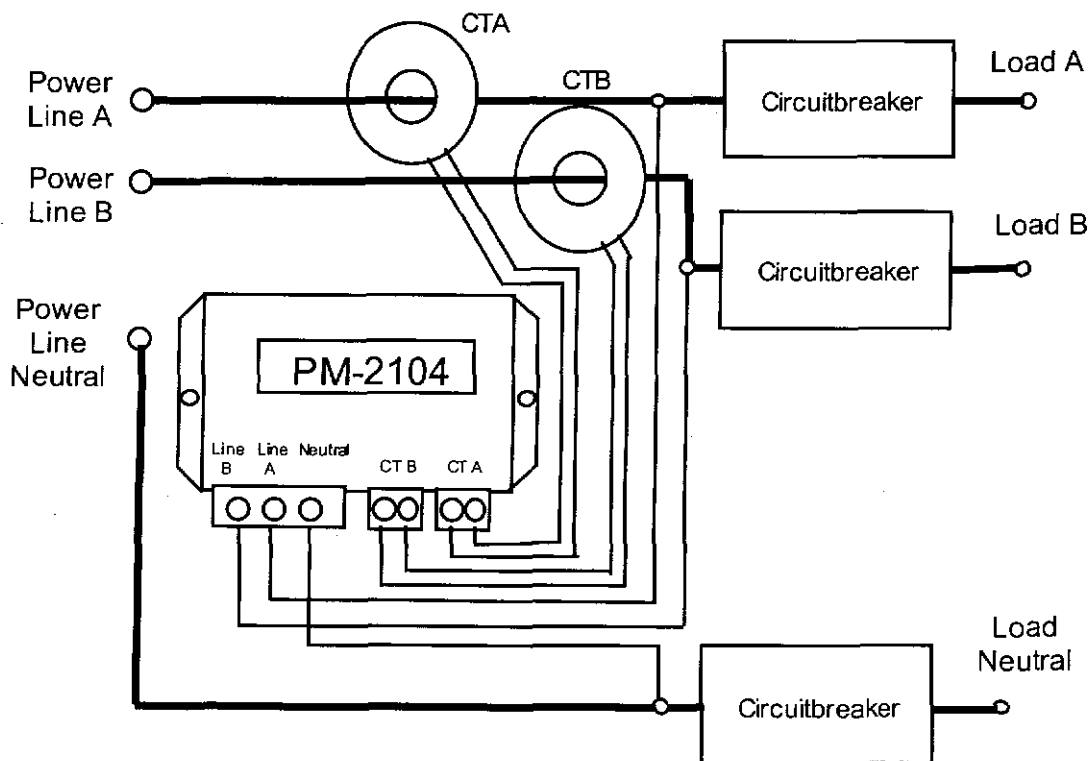 CTA
Power
Line A
CTB
Circuitbreaker
Load A
Power
Line B
Circuitbreaker
Load B
Power
Line
Neutral
PM-2104
Line
B
Line
A
Neutral
CT B
CT A
Circuitbreaker
Load
Neutral